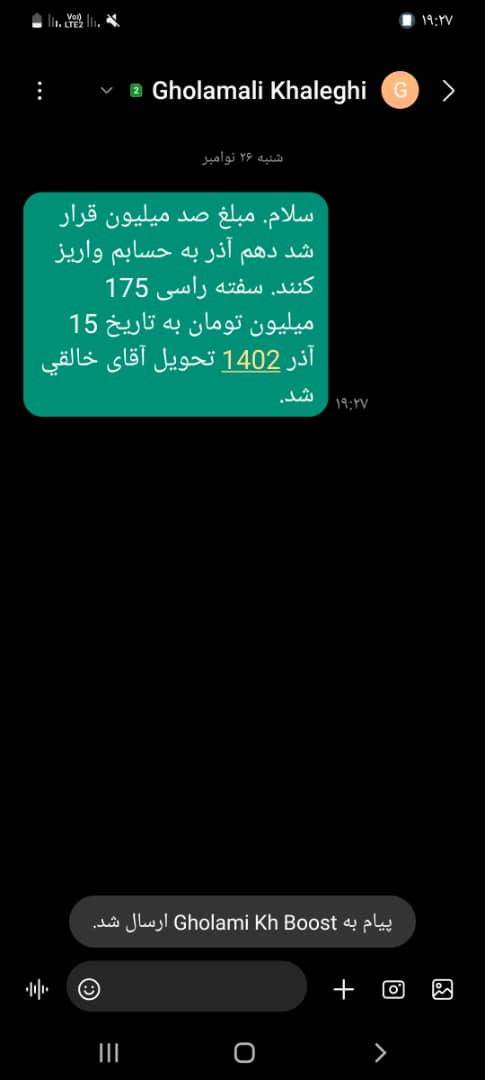 ۱۹:۲۷
Voi) LTE2
Gholamali Khaleghi
2
G
شنبه ۲۶ نوامبر
سلام. مبلغ صد میلیون قرار
شد دهم آذر به حسابم واریز
کنند. سفته راسی 175
میلیون تومان به تاریخ 15
آذر 1402 تحویل آقای خالقي
شد.
۱۹:۲۷
پیام به Gholami Kh Boost ارسال شد.